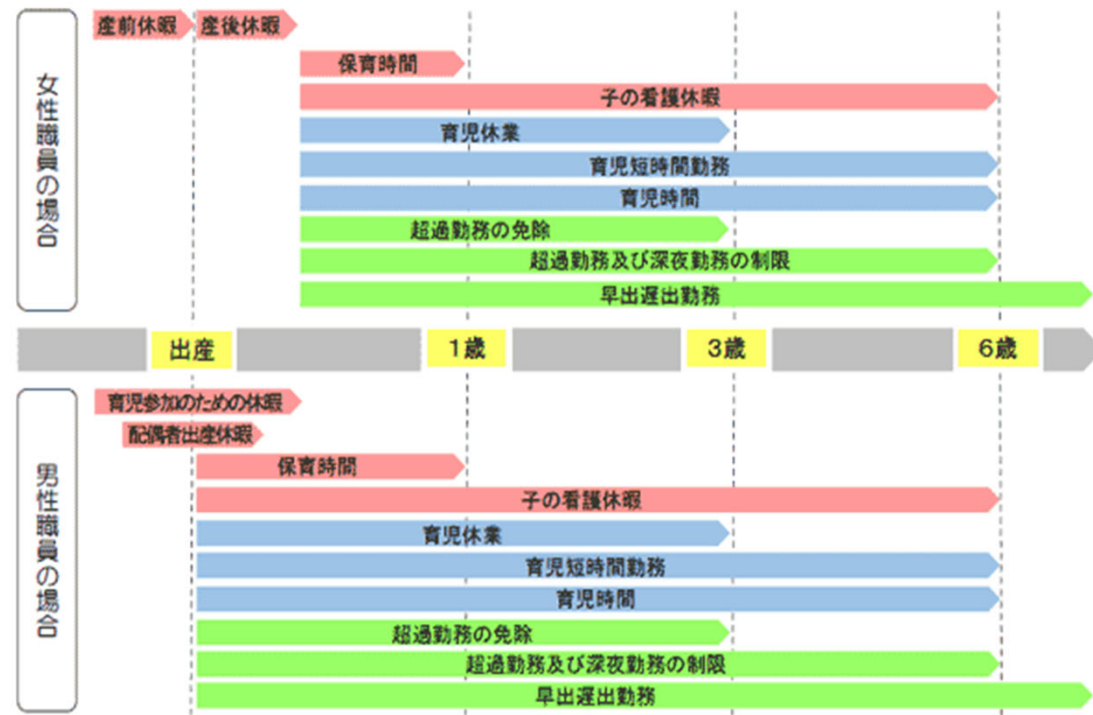 女性職員の場合
産前休暇 産後休暇
保育時間
子の看護休暇
育児休業
育児短時間勤務
育児時間
超過勤務の免除
超過勤務及び深夜勤務の制限
早出遅出勤務
出産 1歳 3歳 6歳
男性職員の場合
育児参加のための休暇
配偶者出産休暇
保育時間
子の看護休暇
育児休業
育児短時間勤務
育児時間
超過勤務の免除
超過勤務及び深夜勤務の制限
早出遅出勤務